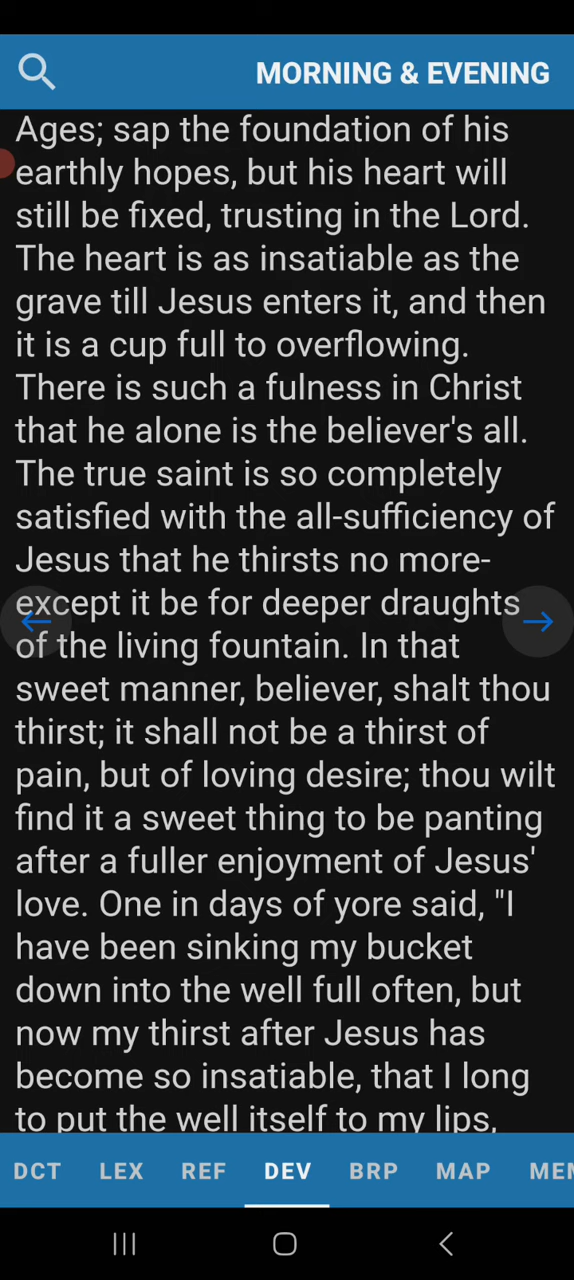 MORNING & EVENING
Ages; sap the foundation of his
earthly hopes, but his heart will
still be fixed, trusting in the Lord.
The heart is as insatiable as the
grave till Jesus enters it, and then
it is a cup full to overflowing.
There is such a fulness in Christ
that he alone is the believer's all.
The true saint is so completely
satisfied with the all-sufficiency of
Jesus that he thirsts no more-
except it be for deeper draughts
of the living fountain. In that
sweet manner, believer, shalt thou
thirst; it shall not be a thirst of
pain, but of loving desire; thou wilt
find it a sweet thing to be panting
after a fuller enjoyment of Jesus'
love. One in days of yore said, "I
have been sinking my bucket
down into the well full often, but
now my thirst after Jesus has
become so insatiable, that I long
to put the well itself to my lips,
DCT LEX REF DEV BRP MAP MEM